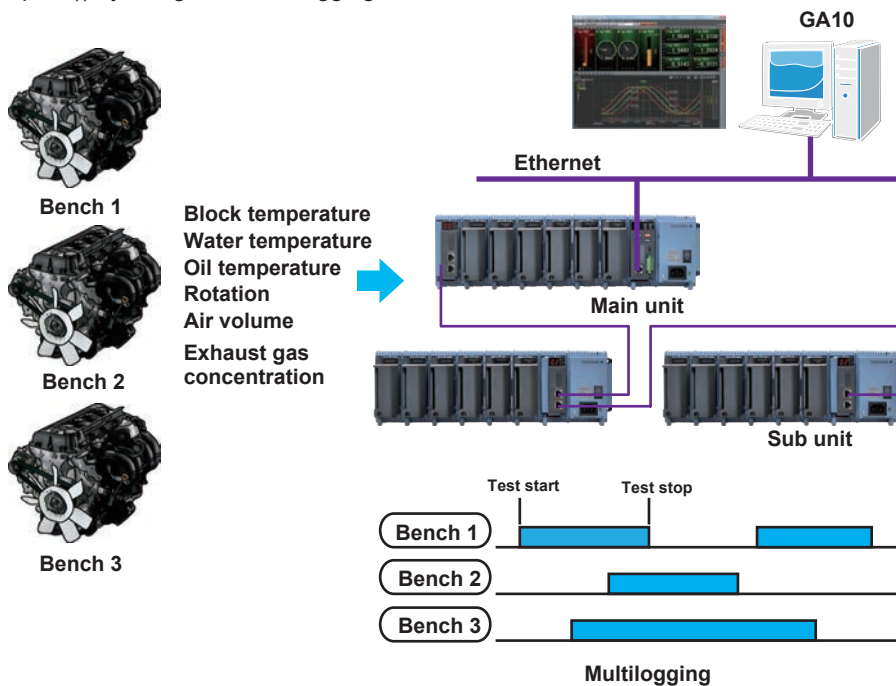 GA10
Ethernet
Bench 1
Block temperature
Water temperature
Oil temperature
Rotation
Air volume
Exhaust gas
concentration
Main unit
Bench 2
Sub unit
Bench 3
Test start
Test stop
Bench 1
Bench 2
Bench 3
Multilogging